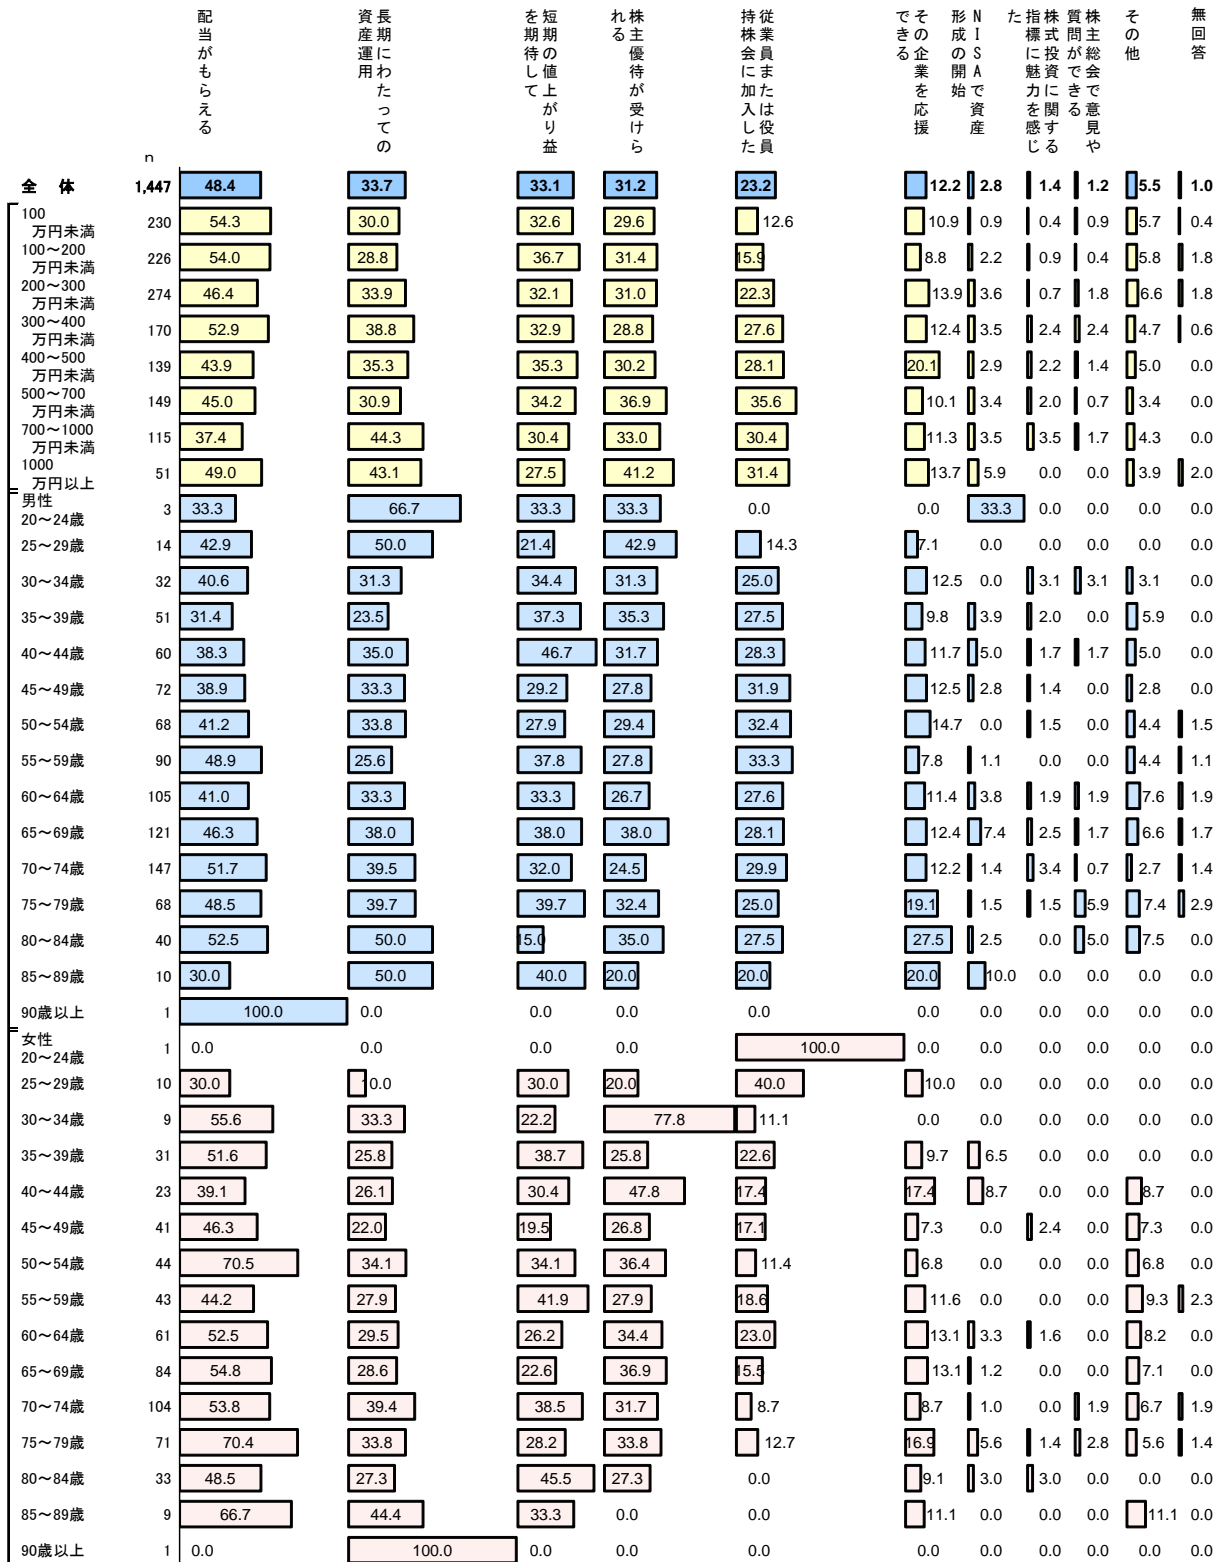 配当がもらえる
長期にわたっての
資産運用
短期の値上がり益
を期待して
株主優待が受けら
れる
従業員または役員
持株会に加入した
その企業を応援
できる
NISAで資産
形成の開始
株式投資に関する
指標に魅力を感じ
た
株主総会で意見や
質問ができる
その他
無回答
n
全 体 1,447 48.4 33.7 33.1 31.2 23.2 12.2 2.8 1.4 1.2 5.5 1.0
100
万円未満 230 54.3 30.0 32.6 29.6 12.6 10.9 0.9 0.4 0.9 5.7 0.4
100～200
万円未満 226 54.0 28.8 36.7 31.4 15.9 8.8 2.2 0.9 0.4 5.8 1.8
200～300
万円未満 274 46.4 33.9 32.1 31.0 22.3 13.9 3.6 0.7 1.8 6.6 1.8
300～400
万円未満 170 52.9 38.8 32.9 28.8 27.6 12.4 3.5 2.4 2.4 4.7 0.6
400～500
万円未満 139 43.9 35.3 35.3 30.2 28.1 20.1 2.9 2.2 1.4 5.0 0.0
500～700
万円未満 149 45.0 30.9 34.2 36.9 35.6 10.1 3.4 2.0 0.7 3.4 0.0
700～1000
万円未満 115 37.4 44.3 30.4 33.0 30.4 11.3 3.5 3.5 1.7 4.3 0.0
1000
万円以上 51 49.0 43.1 27.5 41.2 31.4 13.7 5.9 0.0 0.0 3.9 2.0
男性
20～24歳 3 33.3 66.7 33.3 33.3 0.0 0.0 33.3 0.0 0.0 0.0 0.0
25～29歳 14 42.9 50.0 21.4 42.9 14.3 7.1 0.0 0.0 0.0 0.0 0.0
30～34歳 32 40.6 31.3 34.4 31.3 25.0 12.5 0.0 3.1 3.1 3.1 0.0
35～39歳 51 31.4 23.5 37.3 35.3 27.5 9.8 3.9 2.0 0.0 5.9 0.0
40～44歳 60 38.3 35.0 46.7 31.7 28.3 11.7 5.0 1.7 1.7 5.0 0.0
45～49歳 72 38.9 33.3 29.2 27.8 31.9 12.5 2.8 1.4 0.0 2.8 0.0
50～54歳 68 41.2 33.8 27.9 29.4 32.4 14.7 0.0 1.5 0.0 4.4 1.5
55～59歳 90 48.9 25.6 37.8 27.8 33.3 7.8 1.1 0.0 0.0 4.4 1.1
60～64歳 105 41.0 33.3 33.3 26.7 27.6 11.4 3.8 1.9 1.9 7.6 1.9
65～69歳 121 46.3 38.0 38.0 38.0 28.1 12.4 7.4 2.5 1.7 6.6 1.7
70～74歳 147 51.7 39.5 32.0 24.5 29.9 12.2 1.4 3.4 0.7 2.7 1.4
75～79歳 68 48.5 39.7 39.7 32.4 25.0 19.1 1.5 1.5 5.9 7.4 2.9
80～84歳 40 52.5 50.0 15.0 35.0 27.5 27.5 2.5 0.0 5.0 7.5 0.0
85～89歳 10 30.0 50.0 40.0 20.0 20.0 20.0 10.0 0.0 0.0 0.0 0.0
90歳以上 1 100.0 0.0 0.0 0.0 0.0 0.0 0.0 0.0 0.0 0.0 0.0
女性
20～24歳 1 0.0 0.0 0.0 0.0 100.0 0.0 0.0 0.0 0.0 0.0 0.0
25～29歳 10 30.0 10.0 30.0 20.0 40.0 10.0 0.0 0.0 0.0 0.0 0.0
30～34歳 9 55.6 33.3 22.2 77.8 11.1 0.0 0.0 0.0 0.0 0.0 0.0
35～39歳 31 51.6 25.8 38.7 25.8 22.6 9.7 6.5 0.0 0.0 0.0 0.0
40～44歳 23 39.1 26.1 30.4 47.8 17.4 17.4 8.7 0.0 0.0 8.7 0.0
45～49歳 41 46.3 22.0 19.5 26.8 17.1 7.3 0.0 2.4 0.0 7.3 0.0
50～54歳 44 70.5 34.1 34.1 36.4 11.4 6.8 0.0 0.0 0.0 6.8 0.0
55～59歳 43 44.2 27.9 41.9 27.9 18.6 11.6 0.0 0.0 0.0 9.3 2.3
60～64歳 61 52.5 29.5 26.2 34.4 23.0 13.1 3.3 1.6 0.0 8.2 0.0
65～69歳 84 54.8 28.6 22.6 36.9 15.5 13.1 1.2 0.0 0.0 7.1 0.0
70～74歳 104 53.8 39.4 38.5 31.7 8.7 8.7 1.0 0.0 1.9 6.7 1.9
75～79歳 71 70.4 33.8 28.2 33.8 12.7 16.9 5.6 1.4 2.8 5.6 1.4
80～84歳 33 48.5 27.3 45.5 27.3 0.0 9.1 3.0 3.0 0.0 0.0 0.0
85～89歳 9 66.7 44.4 33.3 0.0 0.0 11.1 0.0 0.0 0.0 11.1 0.0
90歳以上 1 0.0 100.0 0.0 0.0 0.0 0.0 0.0 0.0 0.0 0.0 0.0